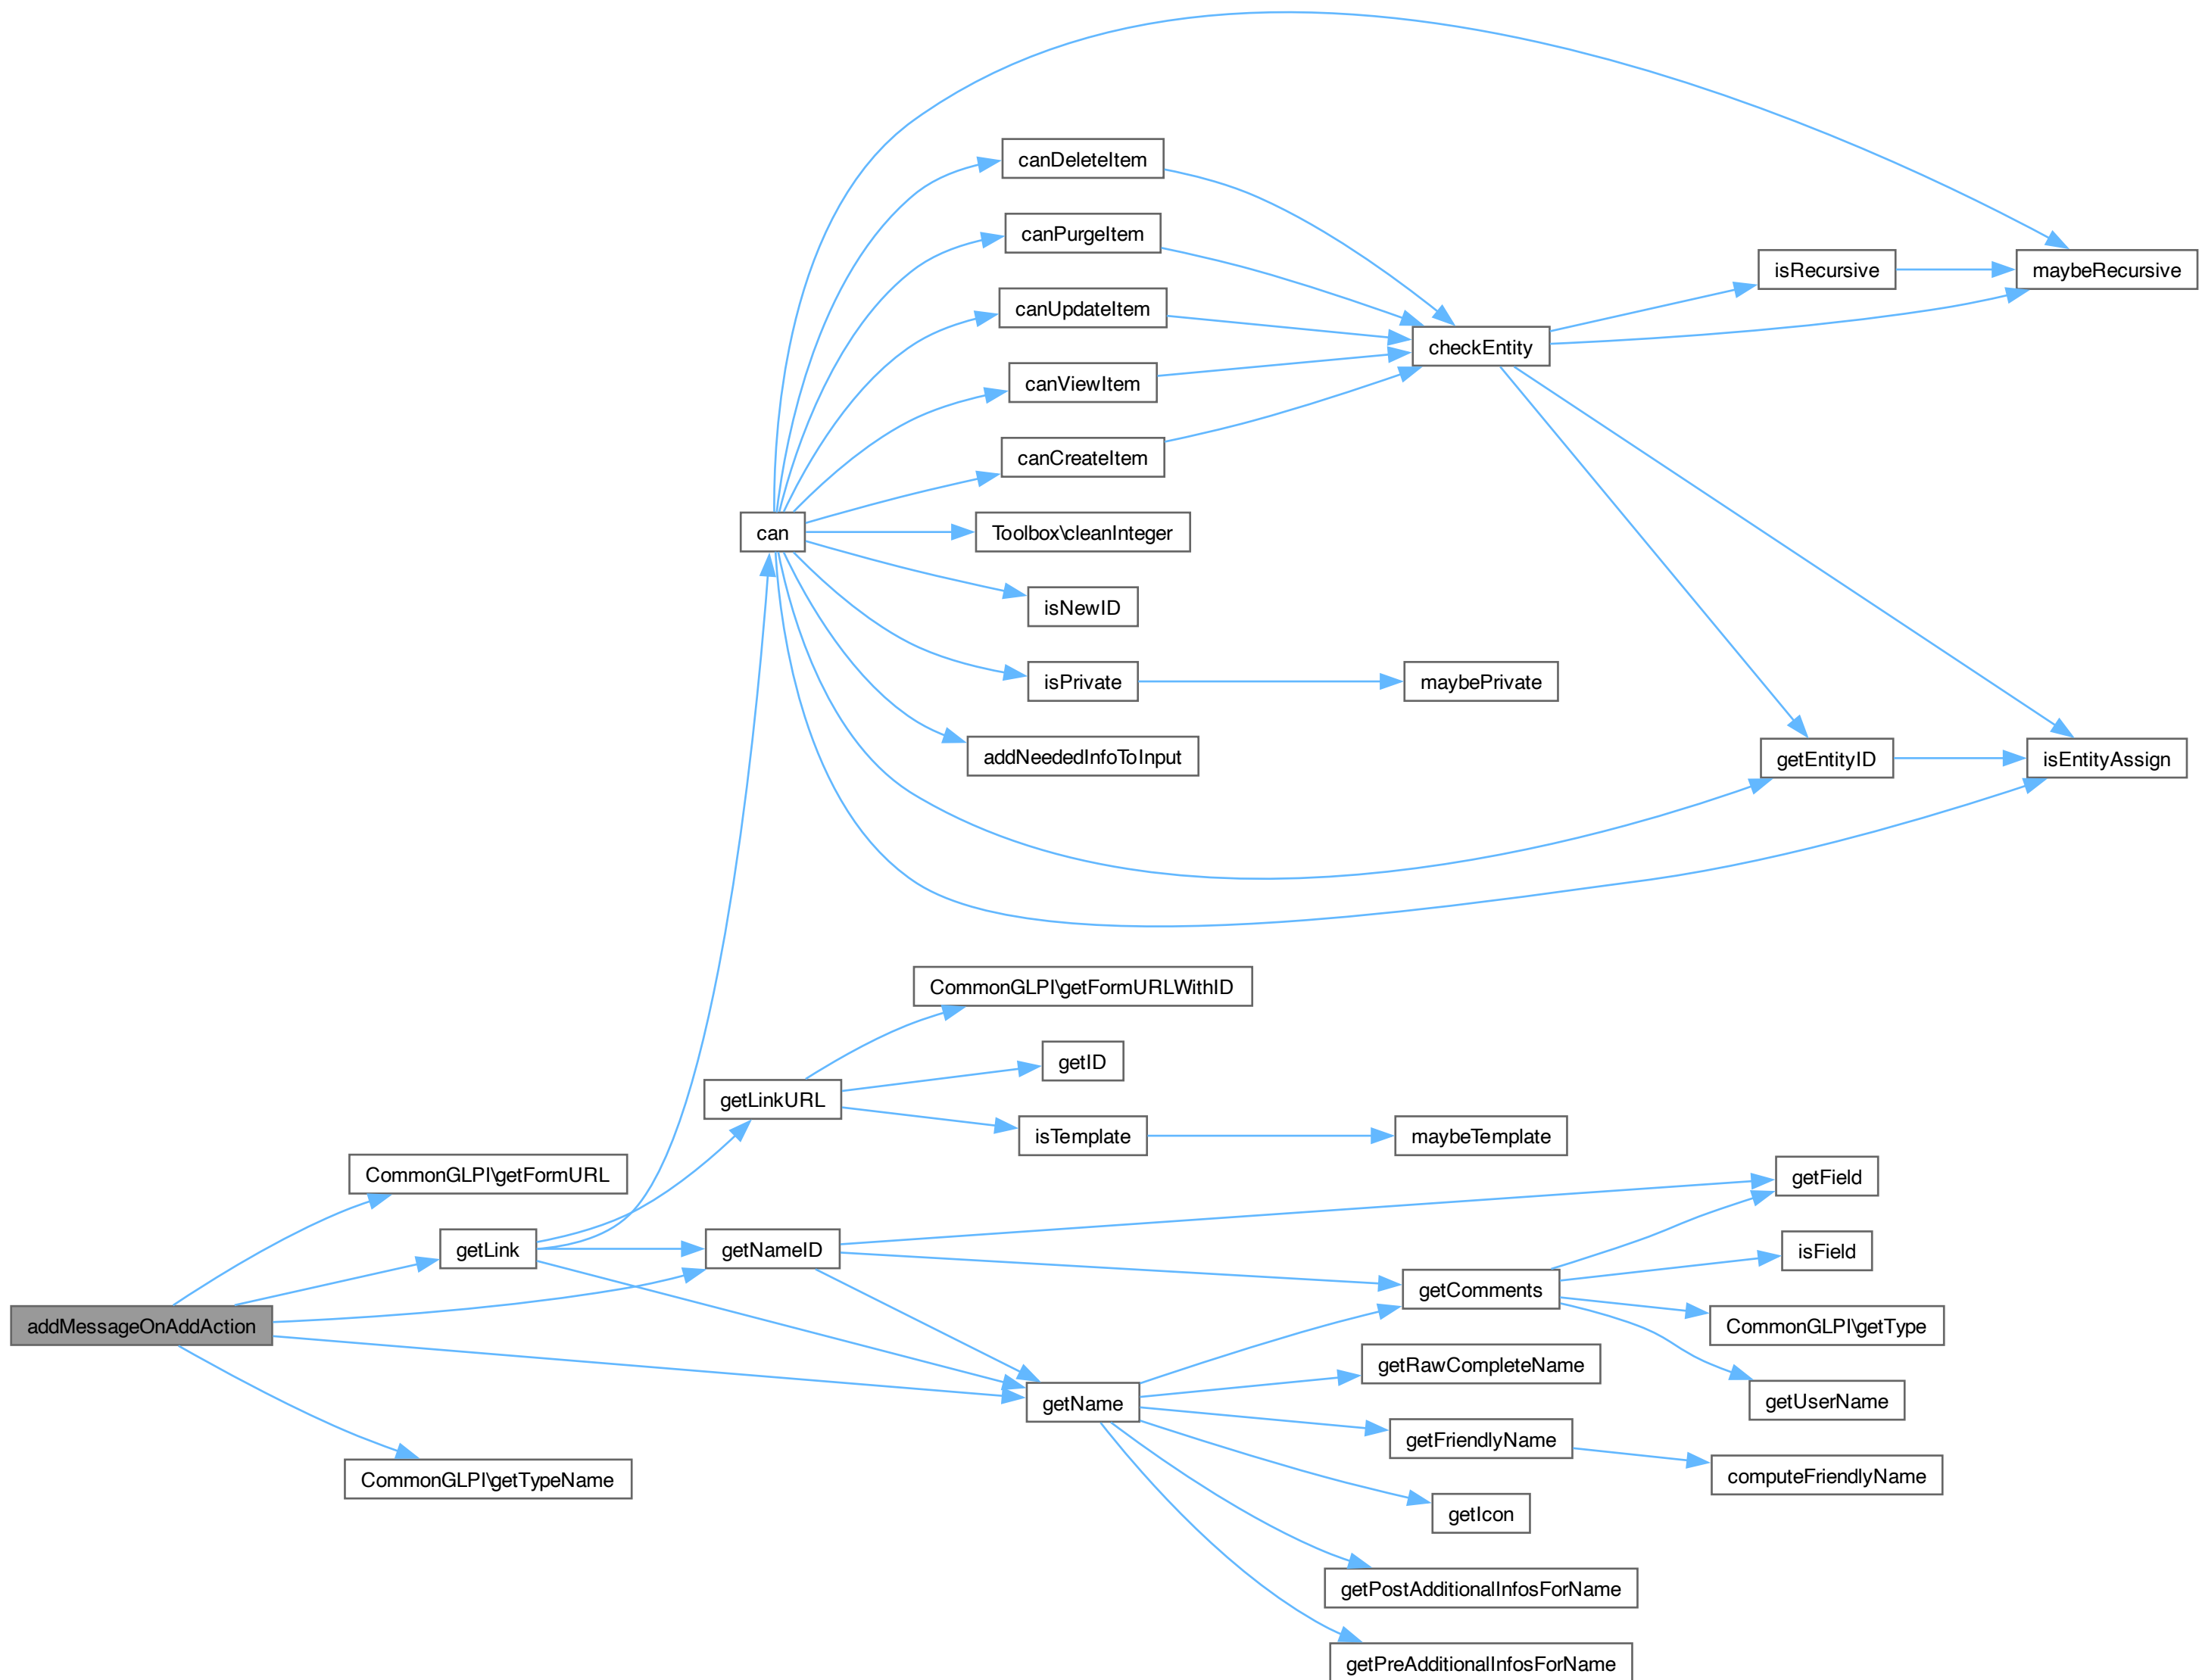 canDeleteItem
canPurgeItem
isRecursive
maybeRecursive
canUpdateItem
checkEntity
canViewItem
canCreateItem
can
Toolbox\cleanInteger
isNewID
isPrivate
maybePrivate
addNeededInfoToInput
getEntityID
isEntityAssign
CommonGLPI\getFormURLWithID
getID
getLinkURL
isTemplate
maybeTemplate
CommonGLPI\getFormURL
getField
getLink
getNameID
isField
getComments
addMessageOnAddAction
CommonGLPI\getType
getRawCompleteName
getName
getUserName
getFriendlyName
CommonGLPI\getTypeName
computeFriendlyName
getIcon
getPostAdditionalInfosForName
getPreAdditionalInfosForName